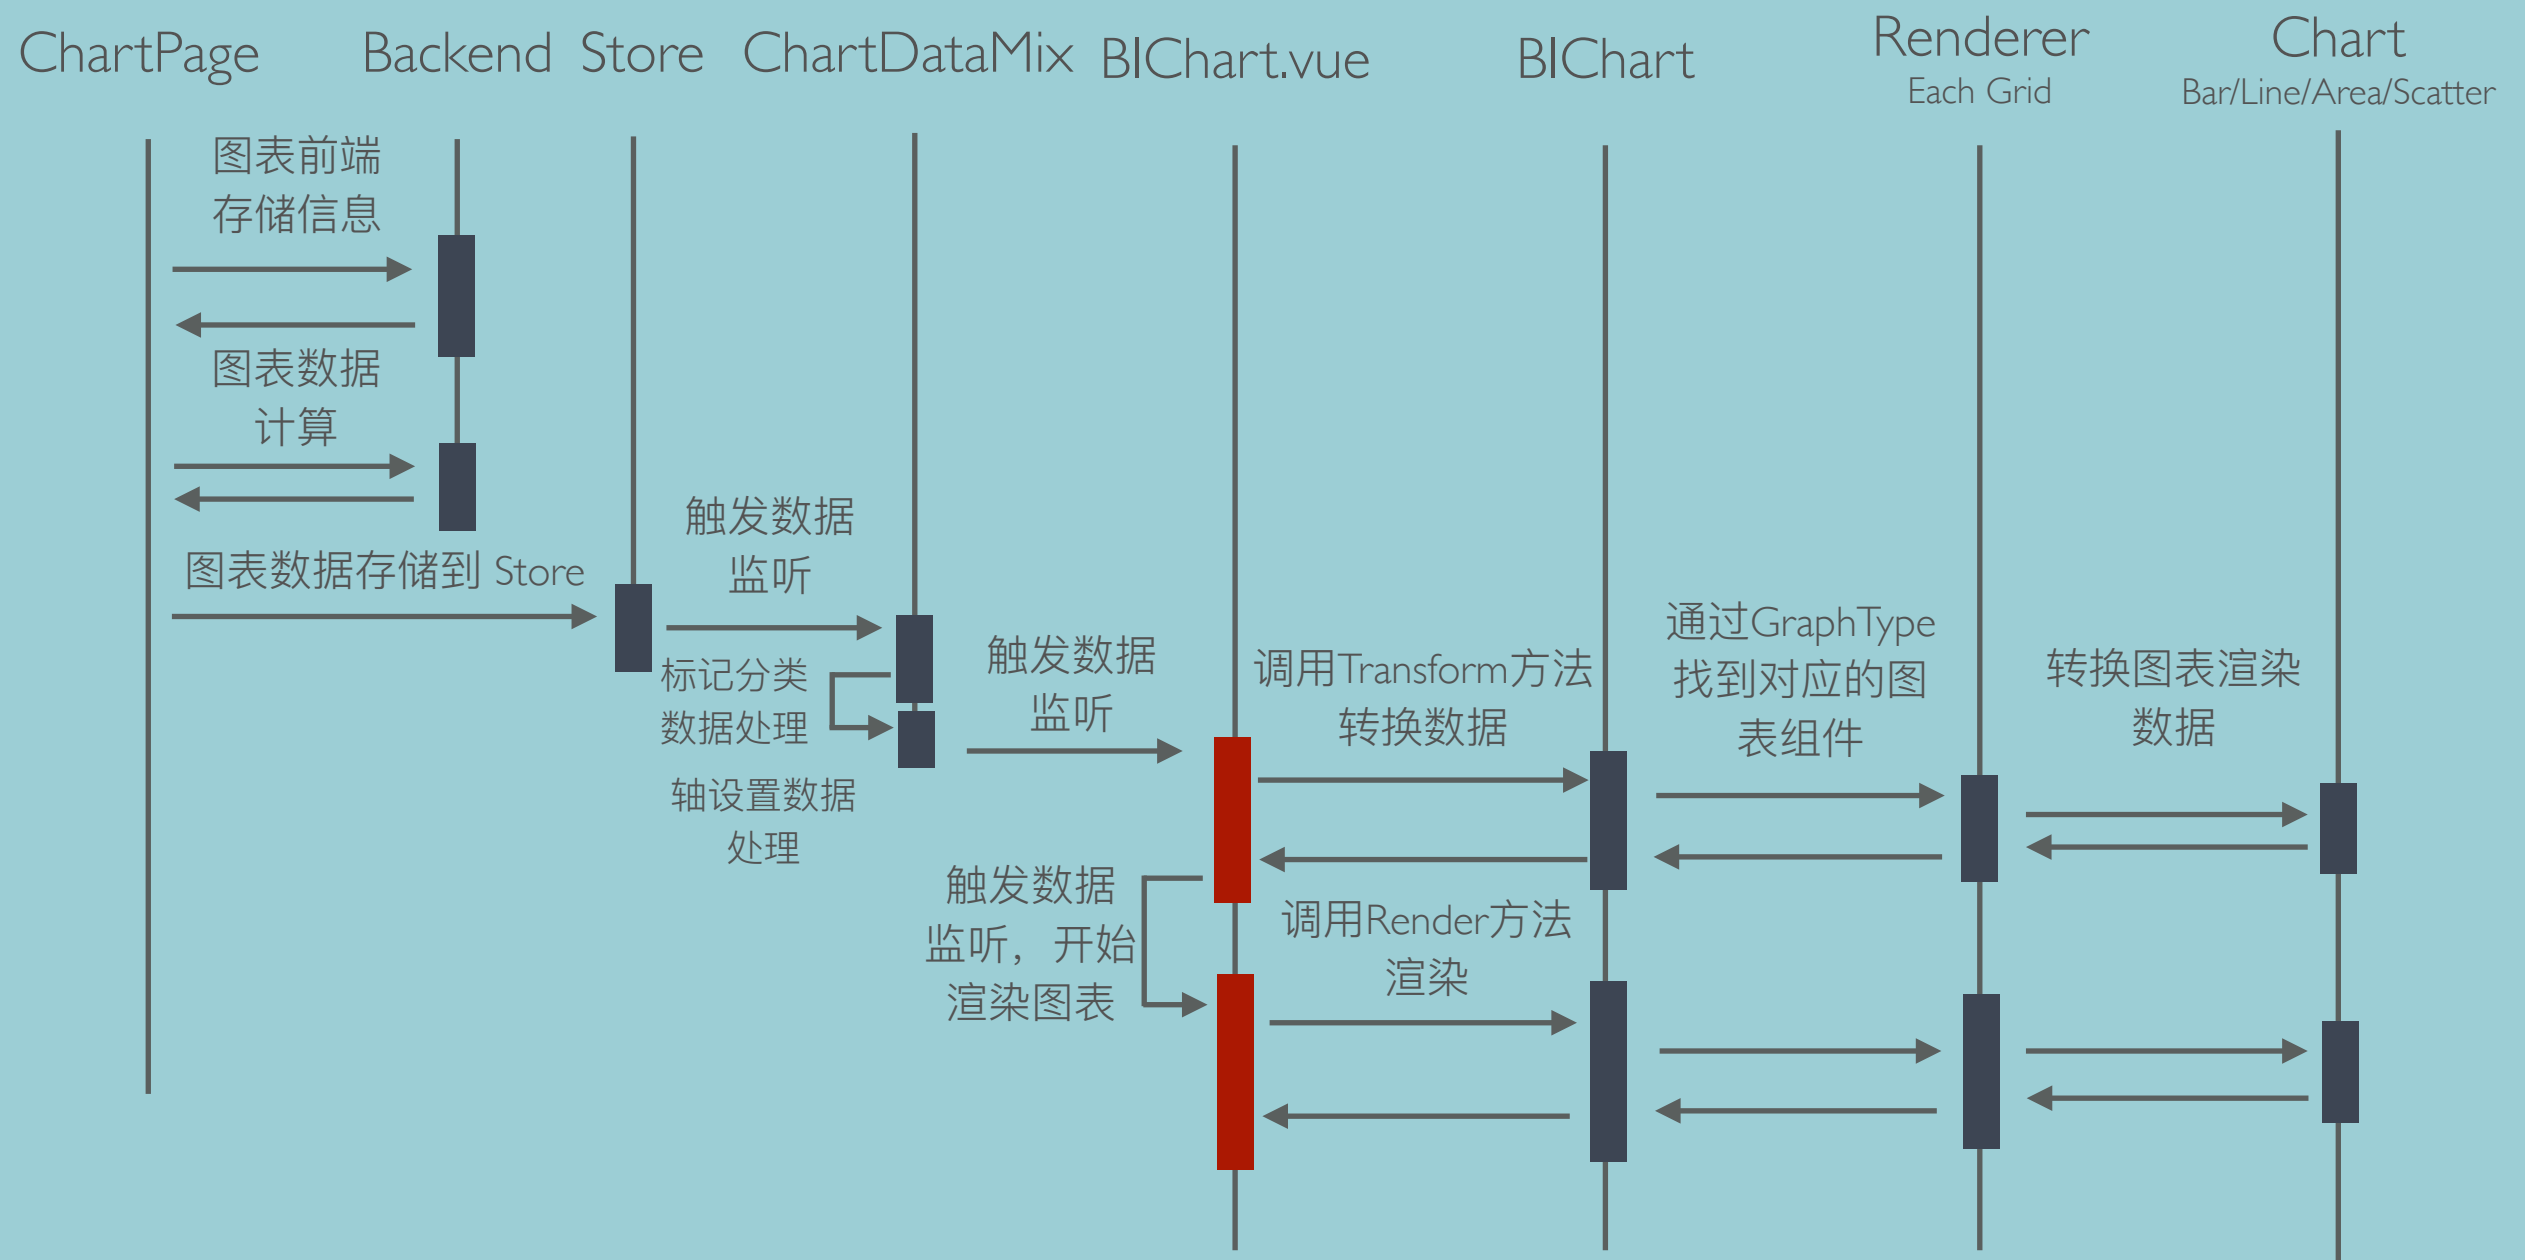 ChartPage
Backend
Store
ChartDataMix
BIChart.vue
BIChart
Renderer
Each Grid
Chart
Bar/Line/Area/Scatter
图表前端
存储信息
图表数据
计算
图表数据存储到 Store
触发数据
监听
标记分类
数据处理
轴设置数据
处理
触发数据
监听
调用Transform方法
转换数据
通过GraphType
找到对应的图
表组件
转换图表渲染
数据
触发数据
监听，开始
渲染图表
调用Render方法
渲染